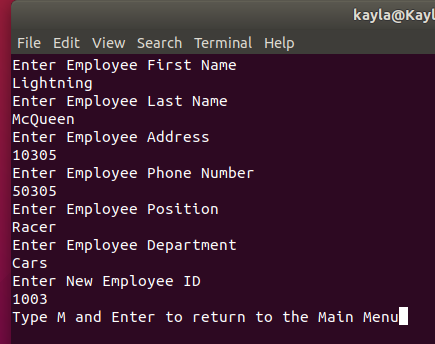 kayla@Kayl
File Edit View Search Terminal Help
Enter Employee First Name
Lightning
Enter Employee Last Name
McQueen
Enter Employee Address
10305
Enter Employee Phone Number
50305
Enter Employee Position
Racer
Enter Employee Department
Cars
Enter New Employee ID
1003
Type M and Enter to return to the Main Menu